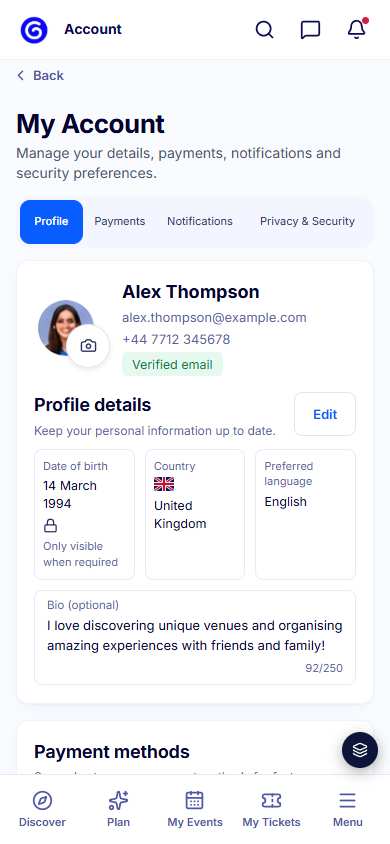 Account
Back
My Account
Manage your details, payments, notifications and
security preferences.
Profile
Payments
Notifications
Privacy & Security
Alex Thompson
alex.thompson@example.com
+44 7712 345678
Verified email
Profile details
Keep your personal information up to date.
Edit
Date of birth
14 March
1994
Only visible
when required
Country
United
Kingdom
Preferred
language
English
Bio (optional)
I love discovering unique venues and organising
amazing experiences with friends and family!
92/250
Payment methods
Discover
Plan
My Events
My Tickets
Menu